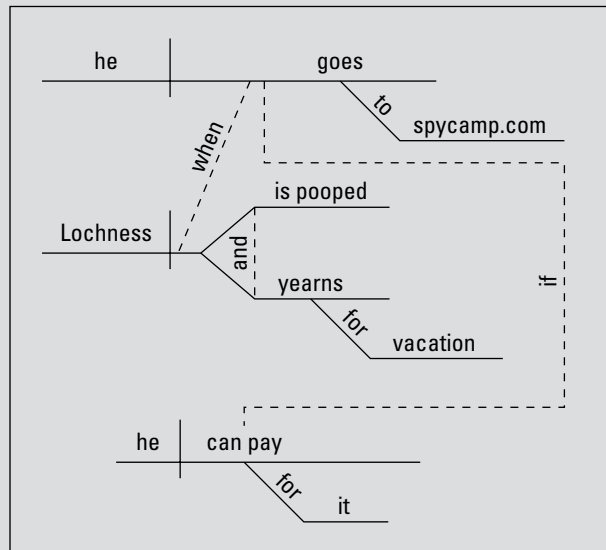 he goes
to
spycamp.com
when
is pooped
Lochness
and
if
yearns
for
vacation
he can pay
for
it